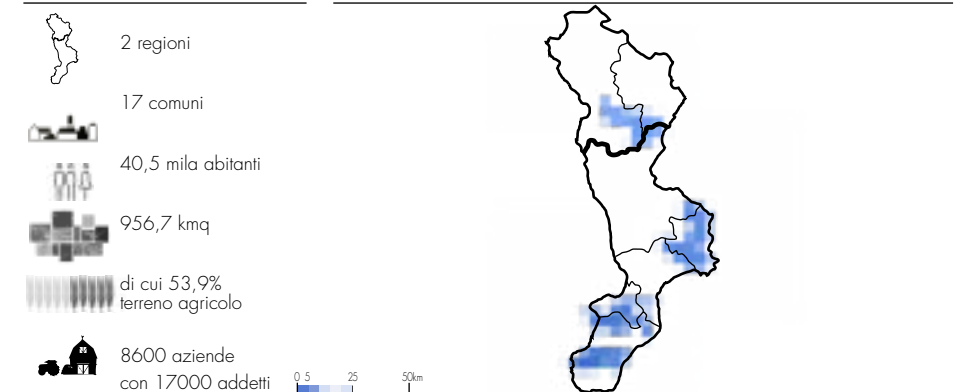 2 regioni
17 comuni
40,5 mila abitanti
956,7 kmq
di cui 53,9%
terreno agricolo
8600 aziende
con 17000 addetti
0 5 25 50km